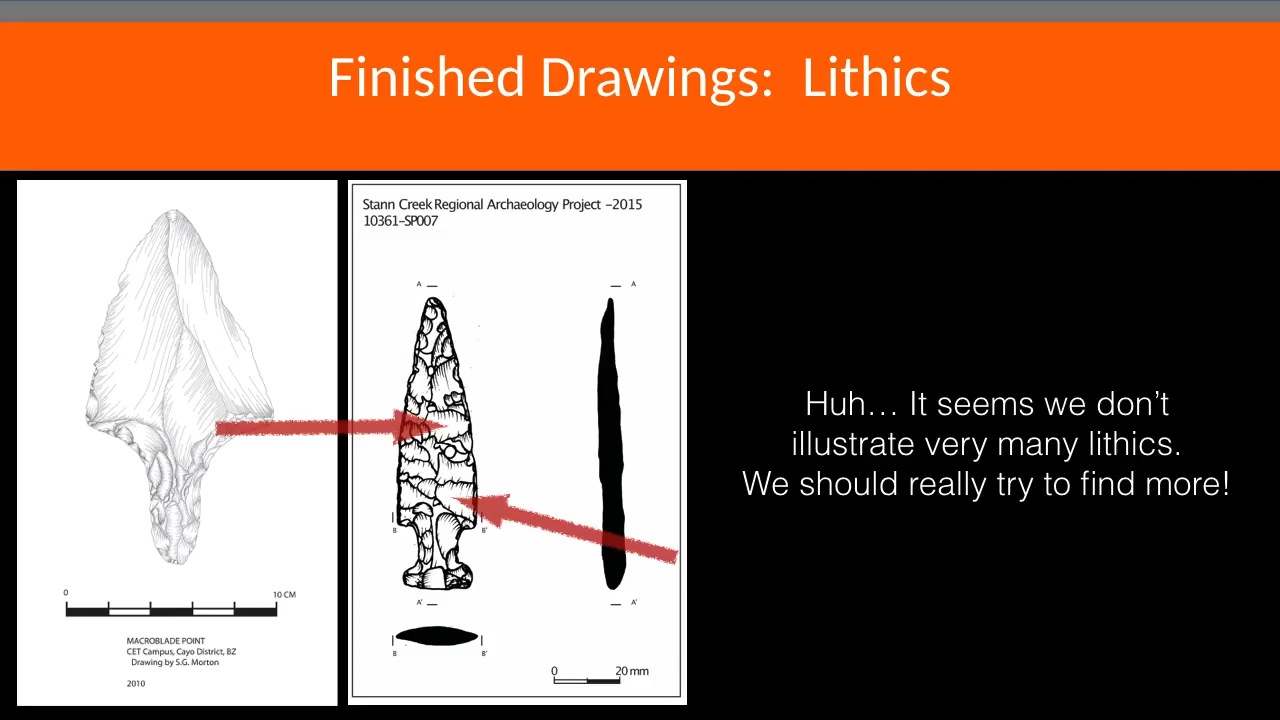 Finished Drawings:  Lithics
0
10 CM
MACROBLADE POINT
CET Campus, Cayo District, BZ
Drawing by S.G. Morton
2010
Stann Creek Regional Archaeology Project -2015
10361-SP007
A
A
B
B'
A'
A'
B
B'
0
20 mm
Huh… It seems we don't
illustrate very many lithics.
We should really try to find more!